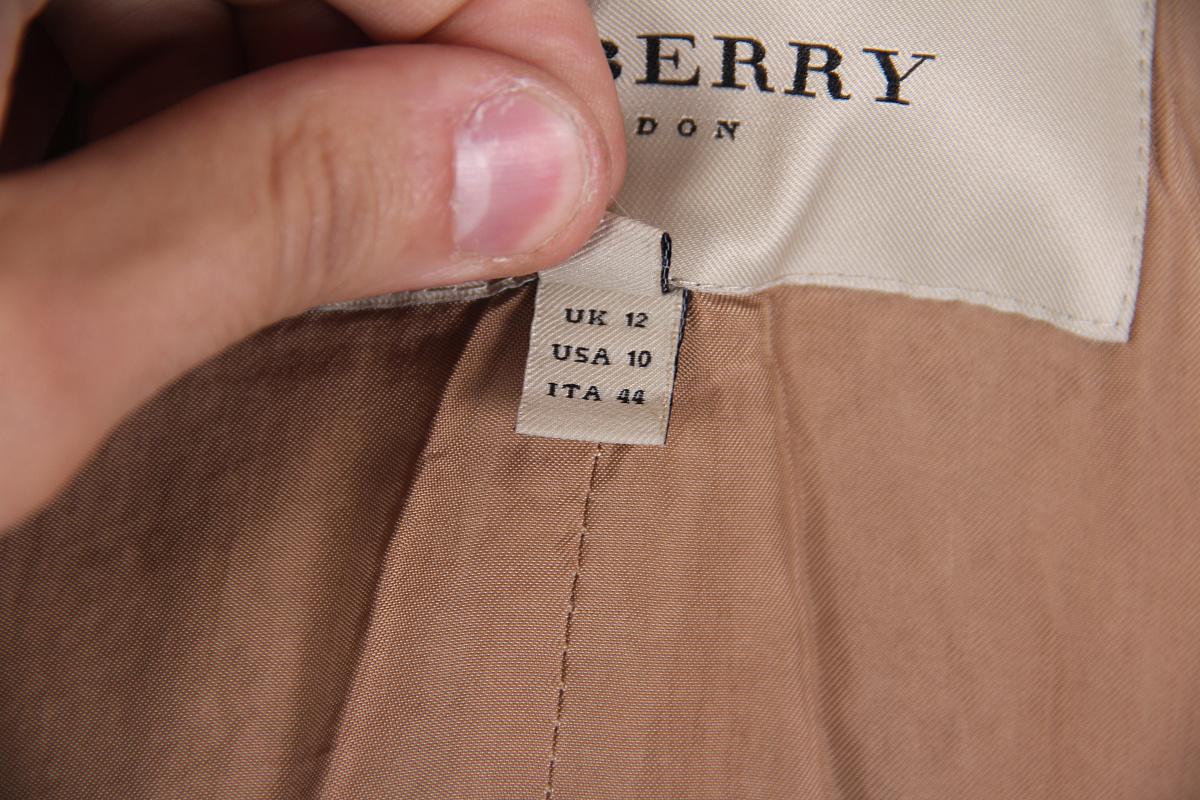 BERRY
DON
UK 12
USA 10
ITA 44